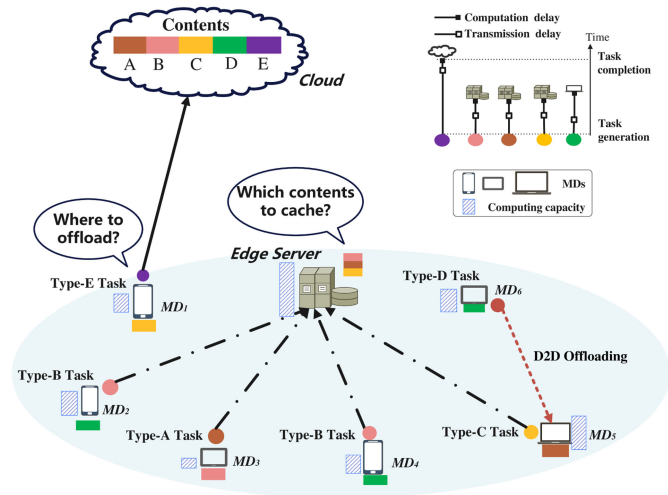 Contents
A B C D E
Cloud
Computation delay
Transmission delay
Time
Task
completion
Task
generation
MDs
Computing capacity
Where to
offload?
Which contents
to cache?
Edge Server
Type-E Task
MD1
Type-D Task
MD6
D2D Offloading
Type-B Task
MD2
Type-A Task
MD3
Type-B Task
MD4
Type-C Task
MD5